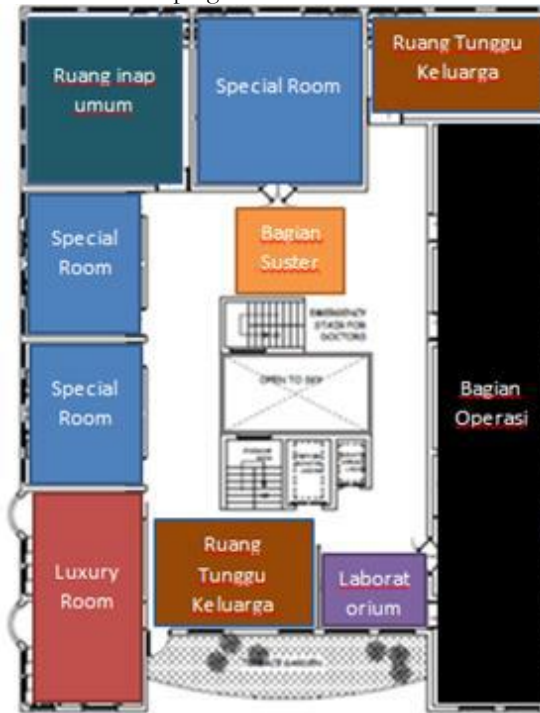 Ruang inap
umum
Special Room
Ruang Tunggu
Keluarga
Special
Room
Bagian
Suster
EMERGENCY
STAIR FOR
DOCTORS
Special
Room
OPEN TO BELOW
Bagian
Operasi
Luxury
Room
Ruang
Tunggu
Keluarga
Laborat
orium